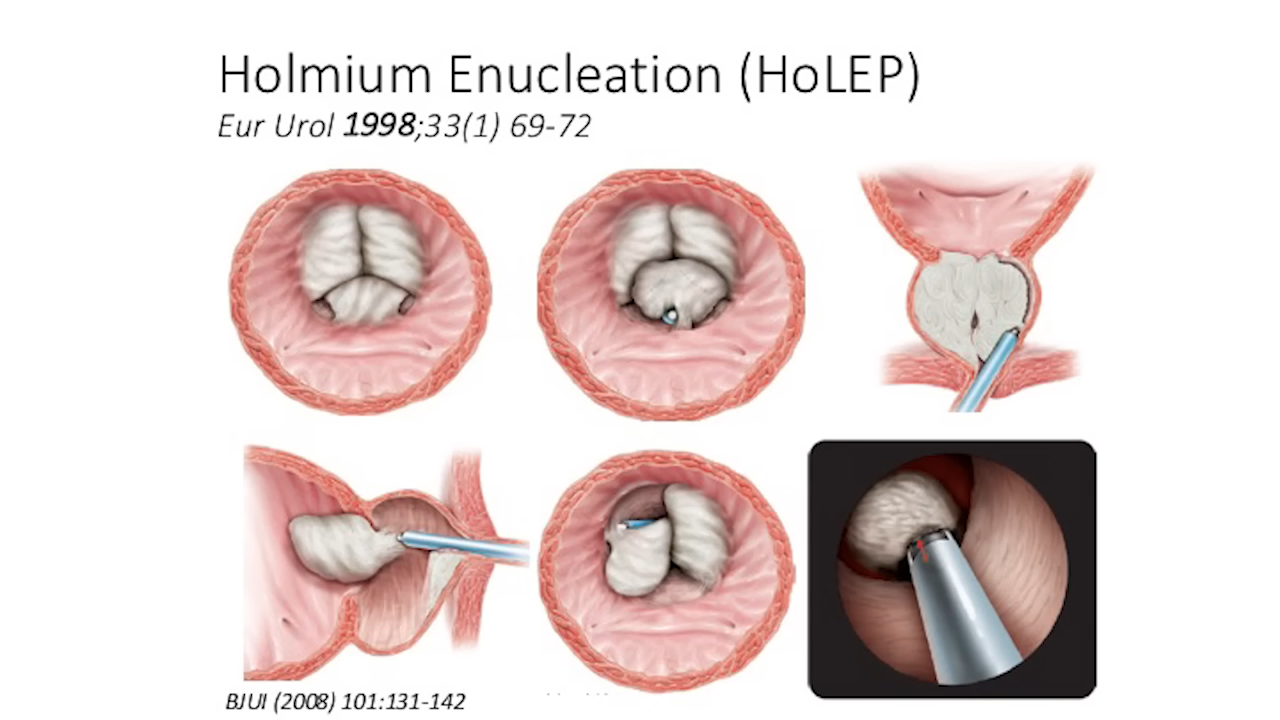 Holmium Enucleation (HoLEP)
Eur Urol 1998;33(1) 69-72
BJUI (2008) 101:131-142